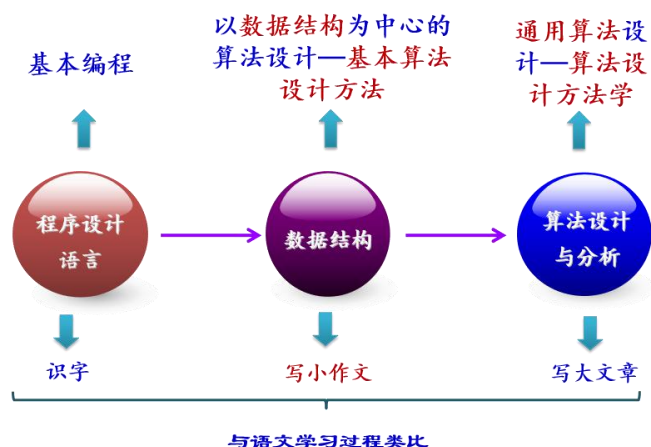 基本编程
以数据结构为中心的
算法设计—基本算法
设计方法
通用算法设
计—算法设
计方法学
程序设计
语言
数据结构
算法设计
与分析
识字
写小作文
写大文章
与语文学习过程类比